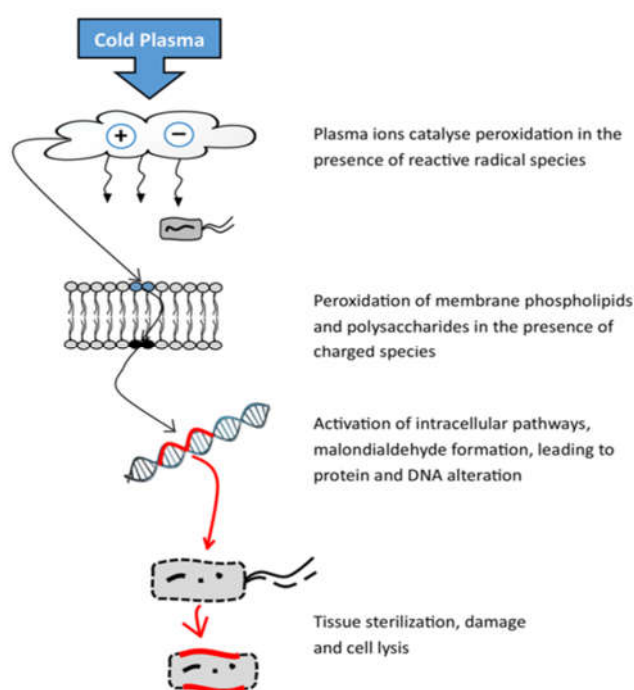 Cold Plasma
+ −
Plasma ions catalyse peroxidation in the
presence of reactive radical species
Peroxidation of membrane phospholipids
and polysaccharides in the presence of
charged species
Activation of intracellular pathways,
malondialdehyde formation, leading to
protein and DNA alteration
Tissue sterilization, damage
and cell lysis